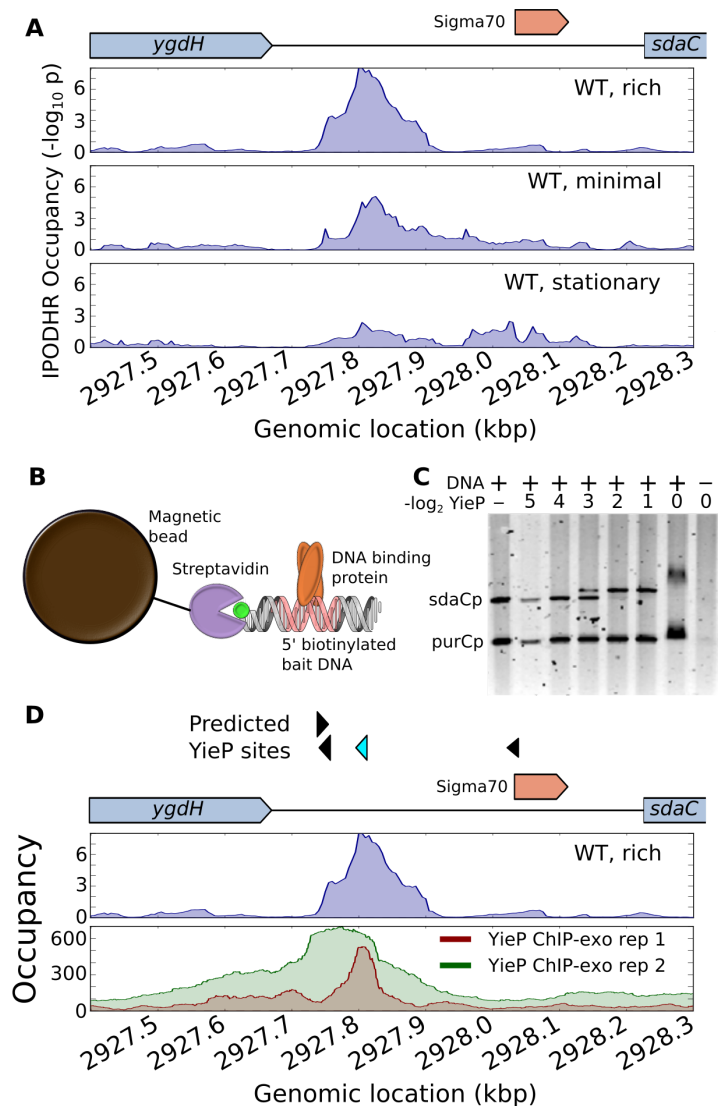 A
Sigma70
ygdH
sdaC
IPODHR Occupancy (-log10 p)
6
3
0
WT, rich
6
3
0
WT, minimal
6
3
0
WT, stationary
2927.5 2927.6 2927.7 2927.8 2927.9 2928.0 2928.1 2928.2 2928.3
Genomic location (kbp)
B
Magnetic
bead
Streptavidin
DNA binding
protein
5' biotinylated
bait DNA
C
DNA + + + + + + + −
-log2 YieP − 5 4 3 2 1 0 0
sdaCp
purCp
D
Predicted
YieP sites
Sigma70
ygdH
sdaC
Occupancy
6
3
0
WT, rich
600
300
0
YieP ChIP-exo rep 1
YieP ChIP-exo rep 2
2927.5 2927.6 2927.7 2927.8 2927.9 2928.0 2928.1 2928.2 2928.3
Genomic location (kbp)